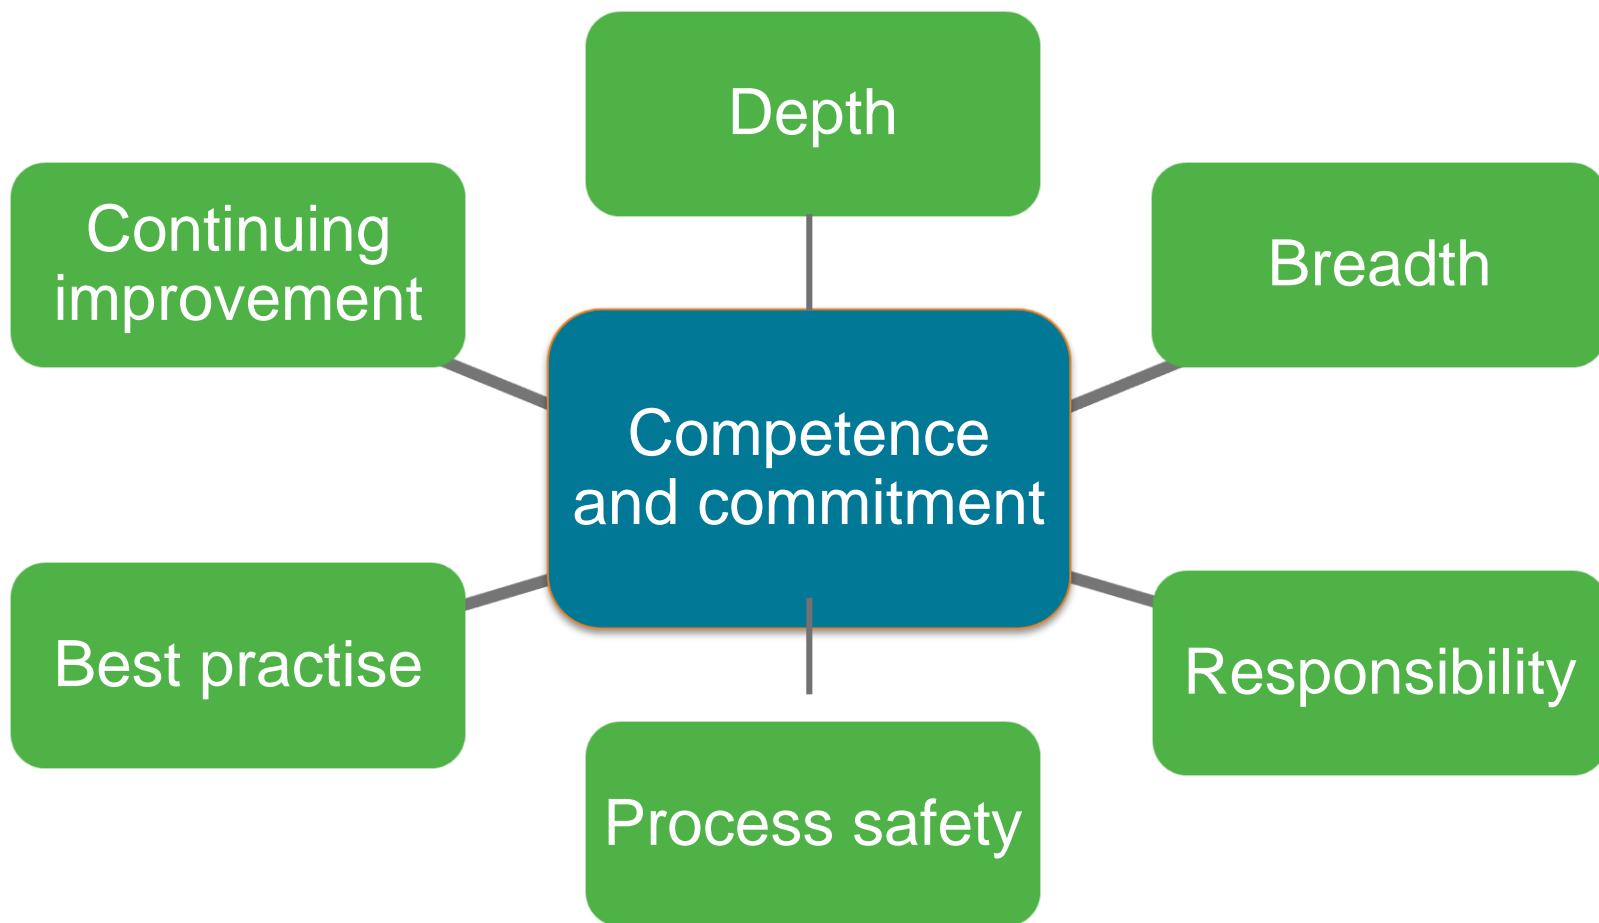 Depth
Continuing
improvement
Breadth
Competence
and commitment
Best practise
Responsibility
Process safety